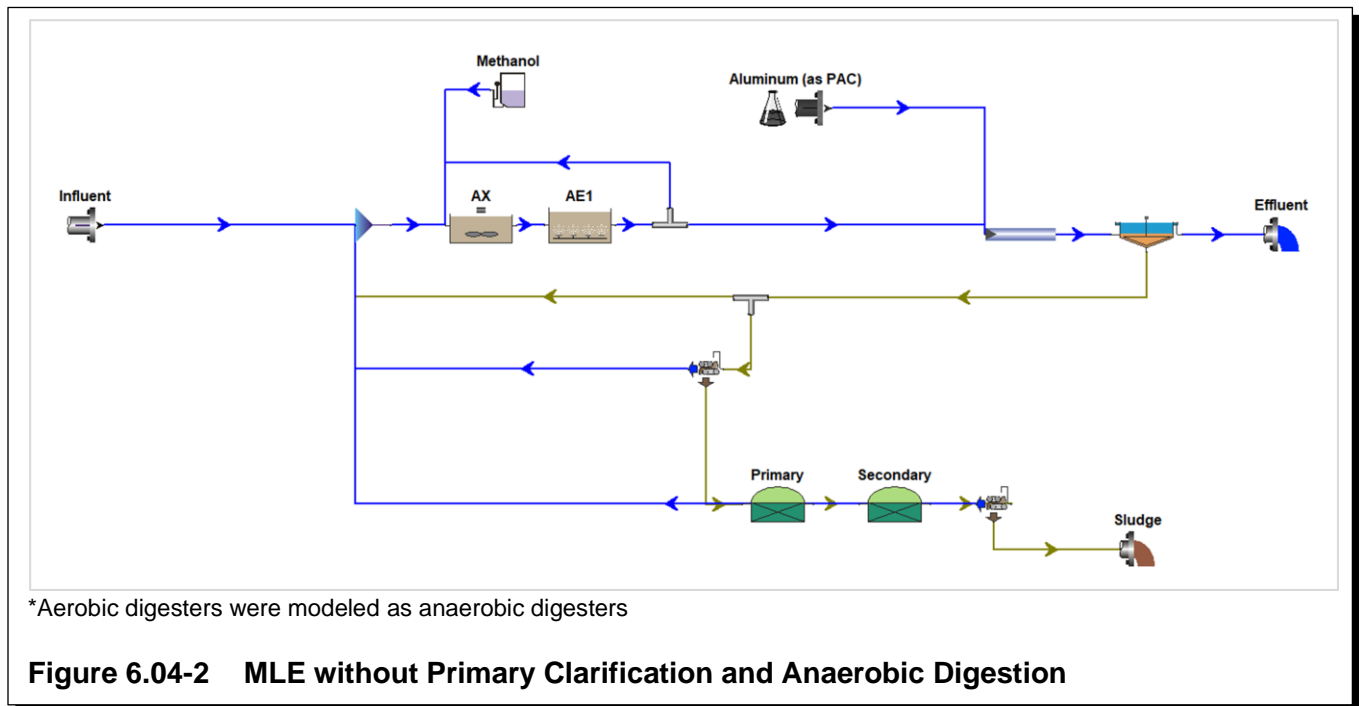 Methanol
Aluminum (as PAC)
Influent
AX
AE1
Effluent
Primary
Secondary
Sludge
*Aerobic digesters were modeled as anaerobic digesters
Figure 6.04-2 MLE without Primary Clarification and Anaerobic Digestion